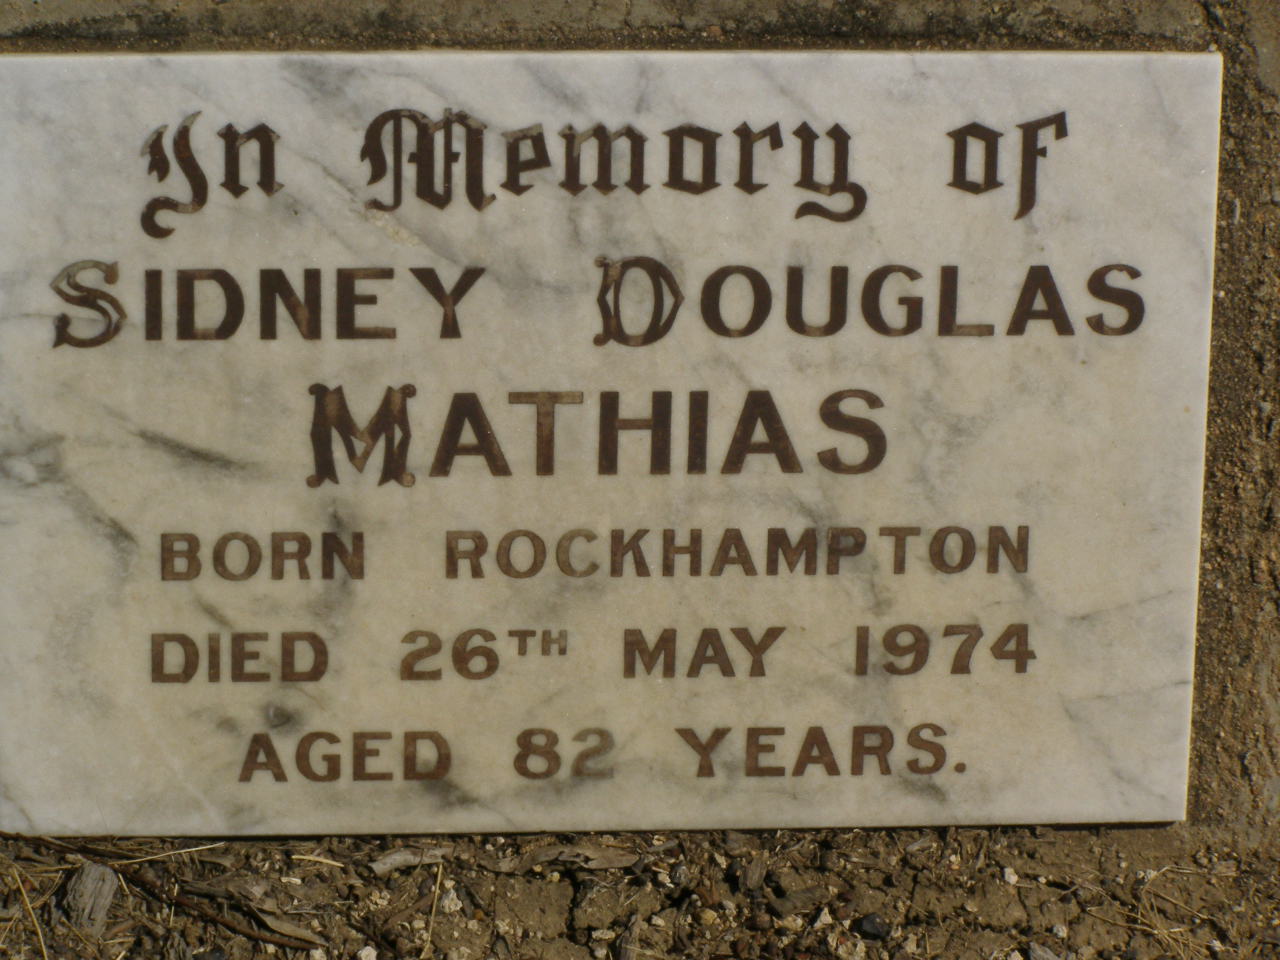 In Memory of
SIDNEY DOUGLAS
MATHIAS
BORN ROCKHAMPTON
DIED 26TH MAY 1974
AGED 82 YEARS.